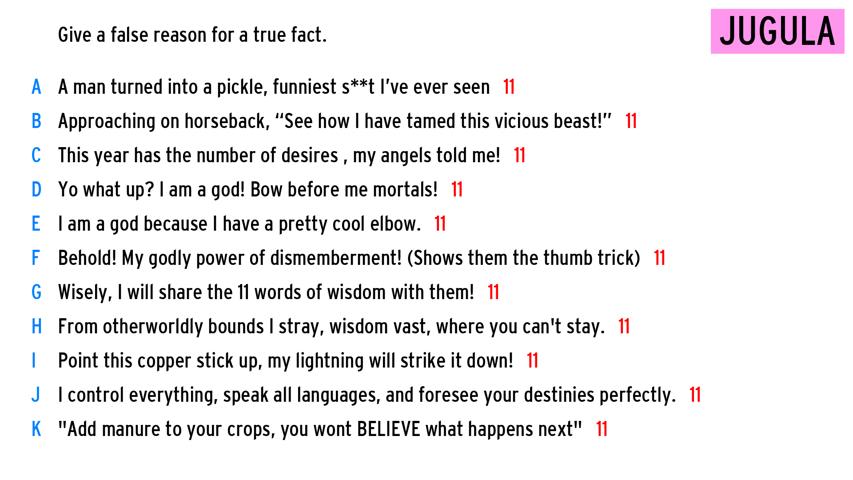 Give a false reason for a true fact.
JUGULA
A A man turned into a pickle, funniest s**t I've ever seen 11
B Approaching on horseback, “See how I have tamed this vicious beast!” 11
C This year has the number of desires , my angels told me! 11
D Yo what up? I am a god! Bow before me mortals! 11
E I am a god because I have a pretty cool elbow. 11
F Behold! My godly power of dismemberment! (Shows them the thumb trick) 11
G Wisely, I will share the 11 words of wisdom with them! 11
H From otherworldly bounds I stray, wisdom vast, where you can't stay. 11
I Point this copper stick up, my lightning will strike it down! 11
J I control everything, speak all languages, and foresee your destinies perfectly. 11
K "Add manure to your crops, you wont BELIEVE what happens next" 11